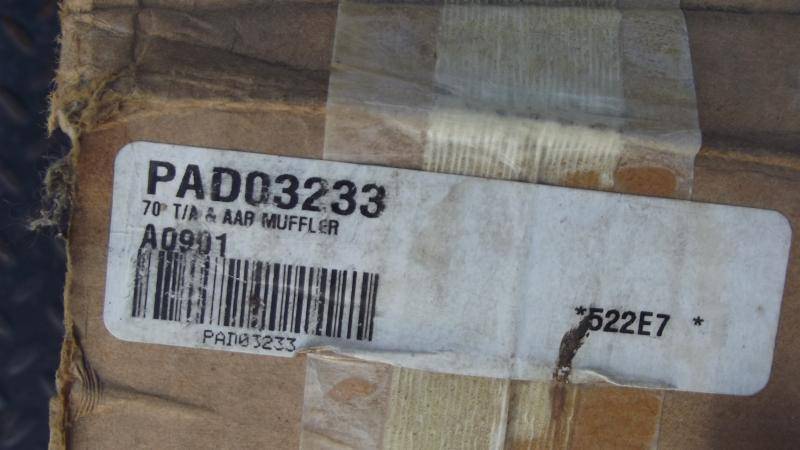 PAD03233
70' T/A & AAR MUFFLER
A0901
PAD03233
*522E7 *